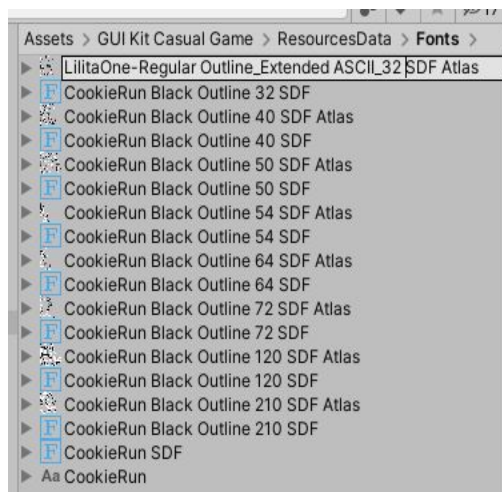 Assets > GUI Kit Casual Game > ResourcesData > Fonts >
LilitaOne-Regular Outline_Extended ASCII_32 SDF Atlas
F CookieRun Black Outline 32 SDF
CookieRun Black Outline 40 SDF Atlas
F CookieRun Black Outline 40 SDF
CookieRun Black Outline 50 SDF Atlas
F CookieRun Black Outline 50 SDF
CookieRun Black Outline 54 SDF Atlas
F CookieRun Black Outline 54 SDF
CookieRun Black Outline 64 SDF Atlas
F CookieRun Black Outline 64 SDF
CookieRun Black Outline 72 SDF Atlas
F CookieRun Black Outline 72 SDF
CookieRun Black Outline 120 SDF Atlas
F CookieRun Black Outline 120 SDF
CookieRun Black Outline 210 SDF Atlas
F CookieRun Black Outline 210 SDF
F CookieRun SDF
Aa CookieRun